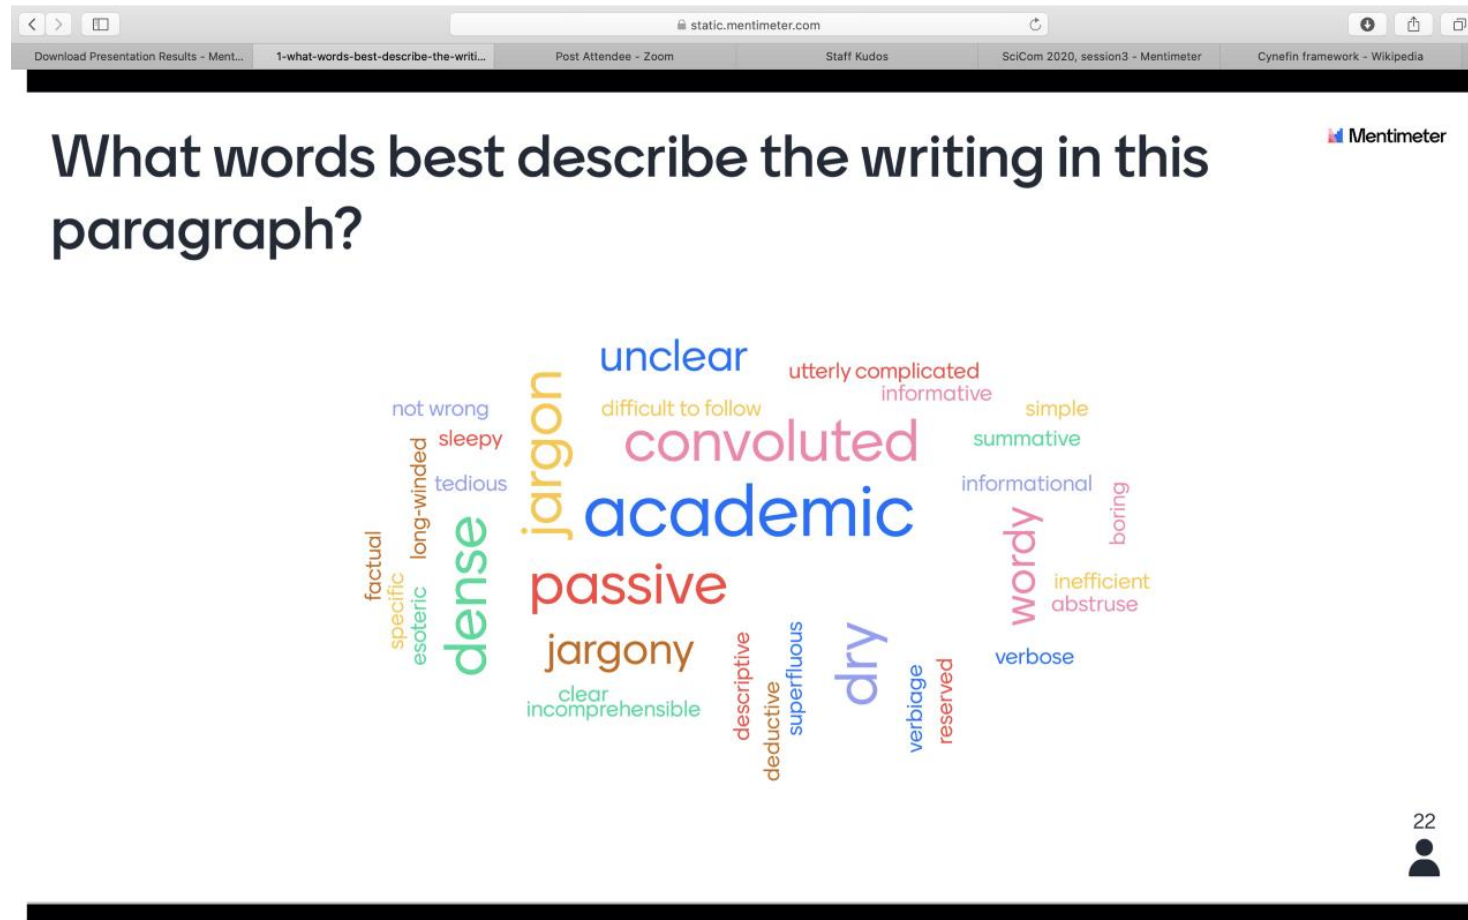 static.mentimeter.com
Download Presentation Results - Ment...
1-what-words-best-describe-the-writi...
Post Attendee - Zoom
Staff Kudos
SciCom 2020, session3 - Mentimeter
Cynefin framework - Wikipedia
What words best describe the writing in this
paragraph?
Mentimeter
unclear
utterly complicated
informative
not wrong
jargon
difficult to follow
simple
sleepy
convoluted
summative
long-winded
tedious
academic
informational
boring
factual
specific
esoteric
dense
passive
wordy
inefficient
abstruse
jargony
descriptive
deductive
superfluous
dry
verbiage
reserved
verbose
clear
incomprehensible
22